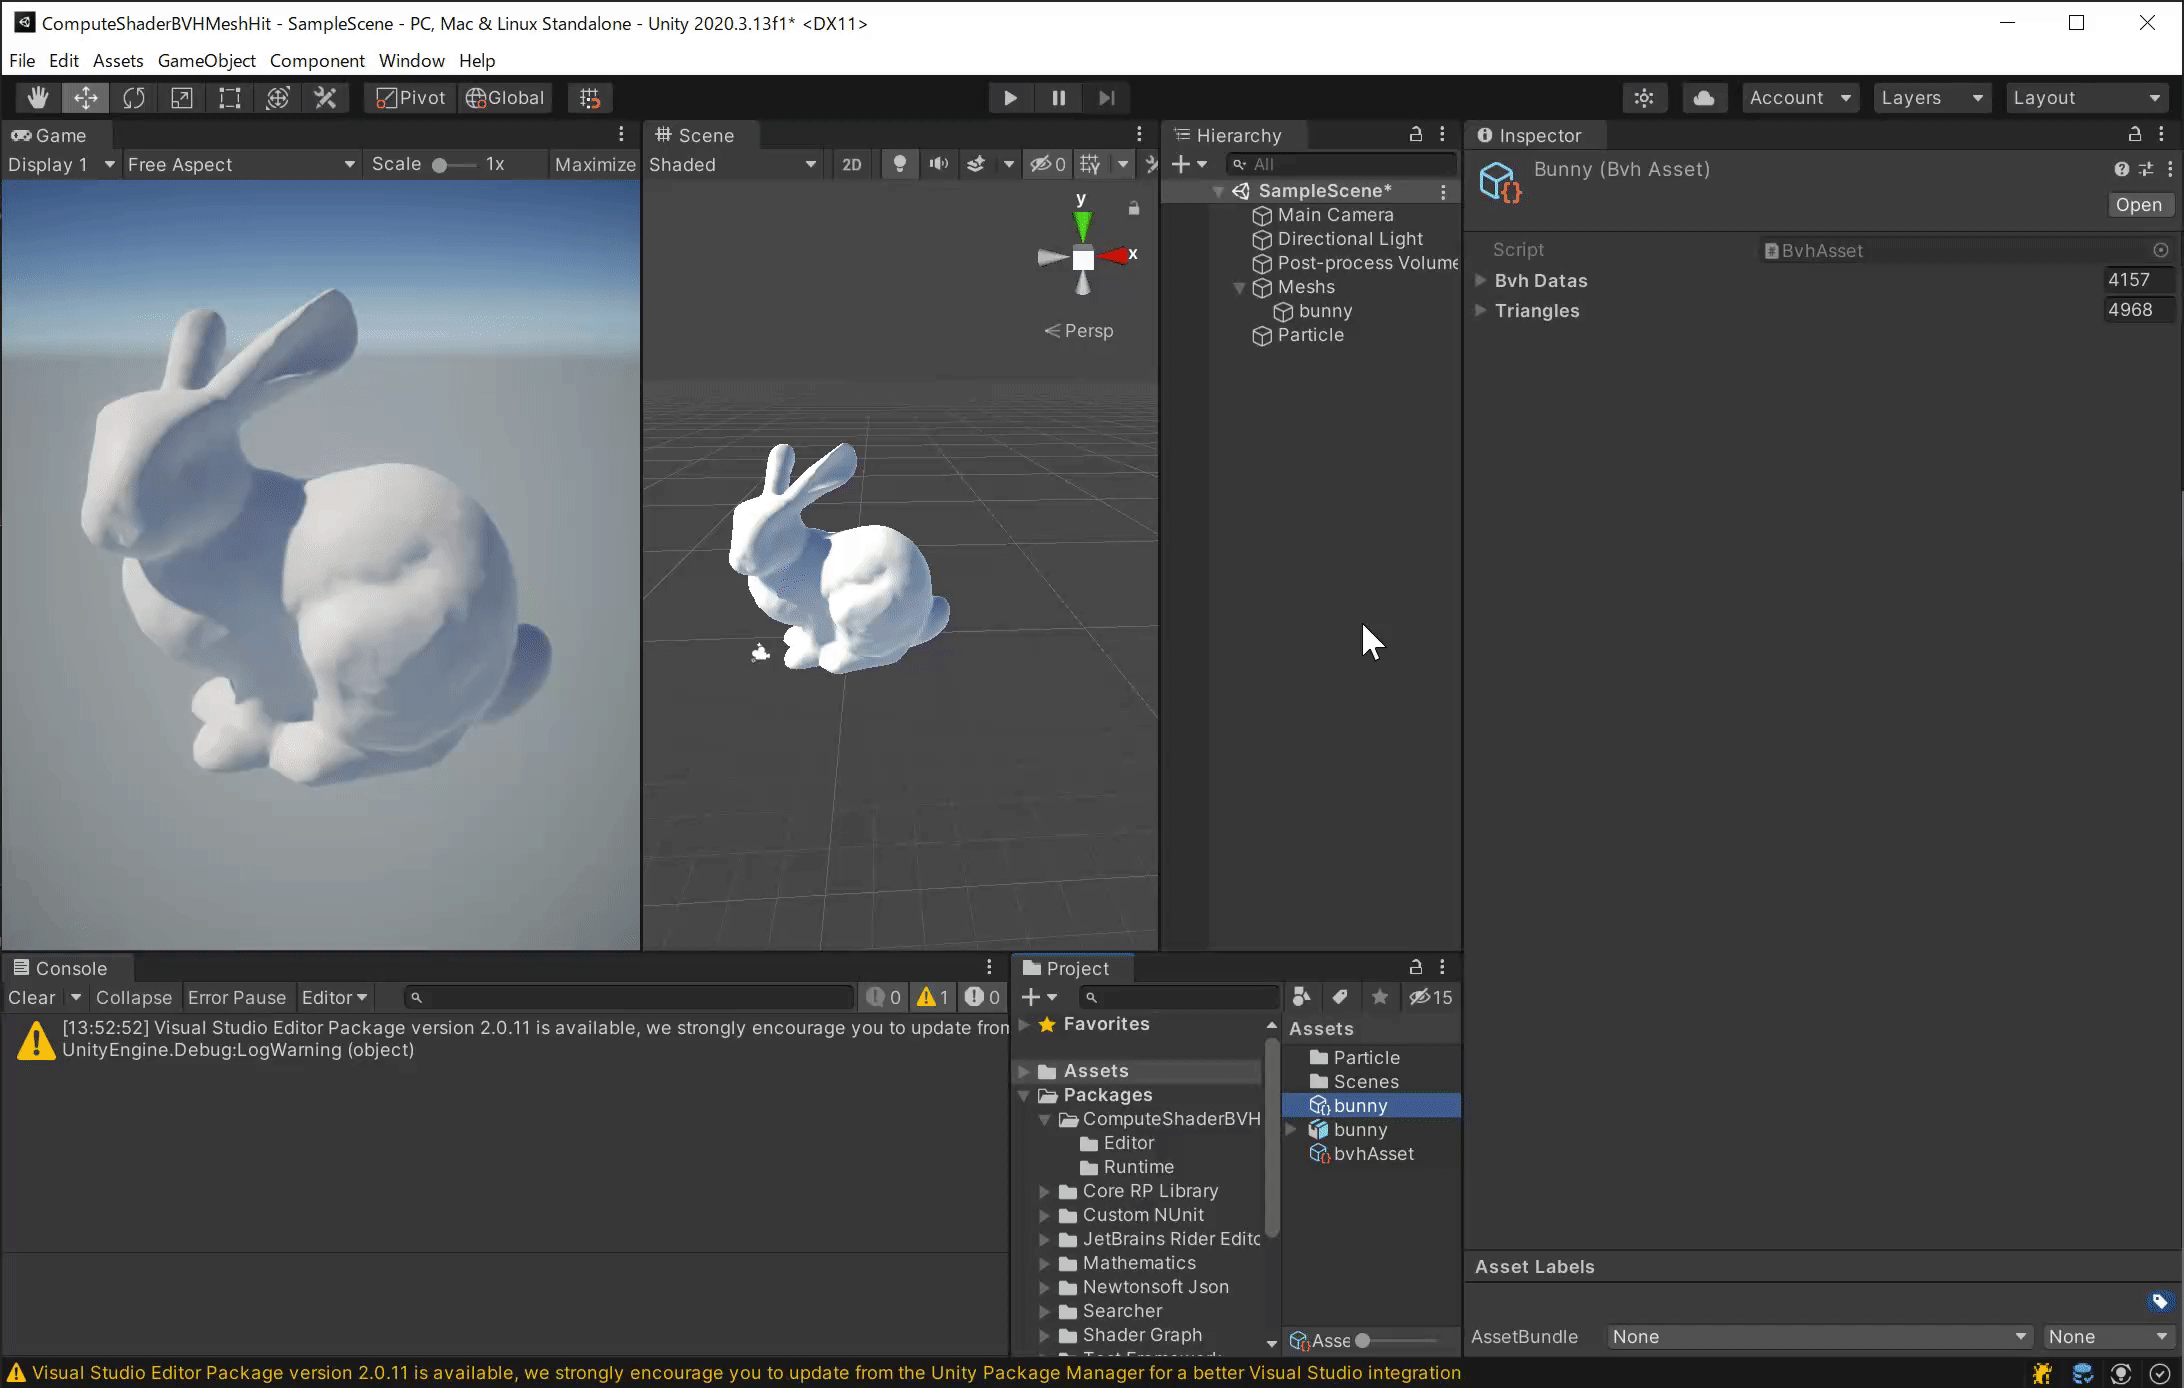 ComputeShaderBVHMeshHit - SampleScene - PC, Mac & Linux Standalone - Unity 2020.3.13f1* <DX11>
File Edit Assets GameObject Component Window Help
Pivot Global Account Layers Layout
Game
Display 1 Free Aspect Scale 1x Maximize
Scene
Shaded 2D 0
y
x
Persp
Hierarchy
All
SampleScene*
Main Camera
Directional Light
Post-process Volume
Meshs
bunny
Particle
Inspector
Bunny (Bvh Asset)
Open
Script BvhAsset
Bvh Datas 4157
Triangles 4968
Console
Clear Collapse Error Pause Editor 0 1 0
[13:52:52] Visual Studio Editor Package version 2.0.11 is available, we strongly encourage you to update from
UnityEngine.Debug:LogWarning (object)
Project
15
Favorites
Assets
Packages
ComputeShaderBVH
Editor
Runtime
Core RP Library
Custom NUnit
JetBrains Rider Edito
Mathematics
Newtonsoft Json
Searcher
Shader Graph
Assets
Particle
Scenes
bunny
bunny
bvhAsset
Asse
Asset Labels
AssetBundle None None
Visual Studio Editor Package version 2.0.11 is available, we strongly encourage you to update from the Unity Package Manager for a better Visual Studio integration